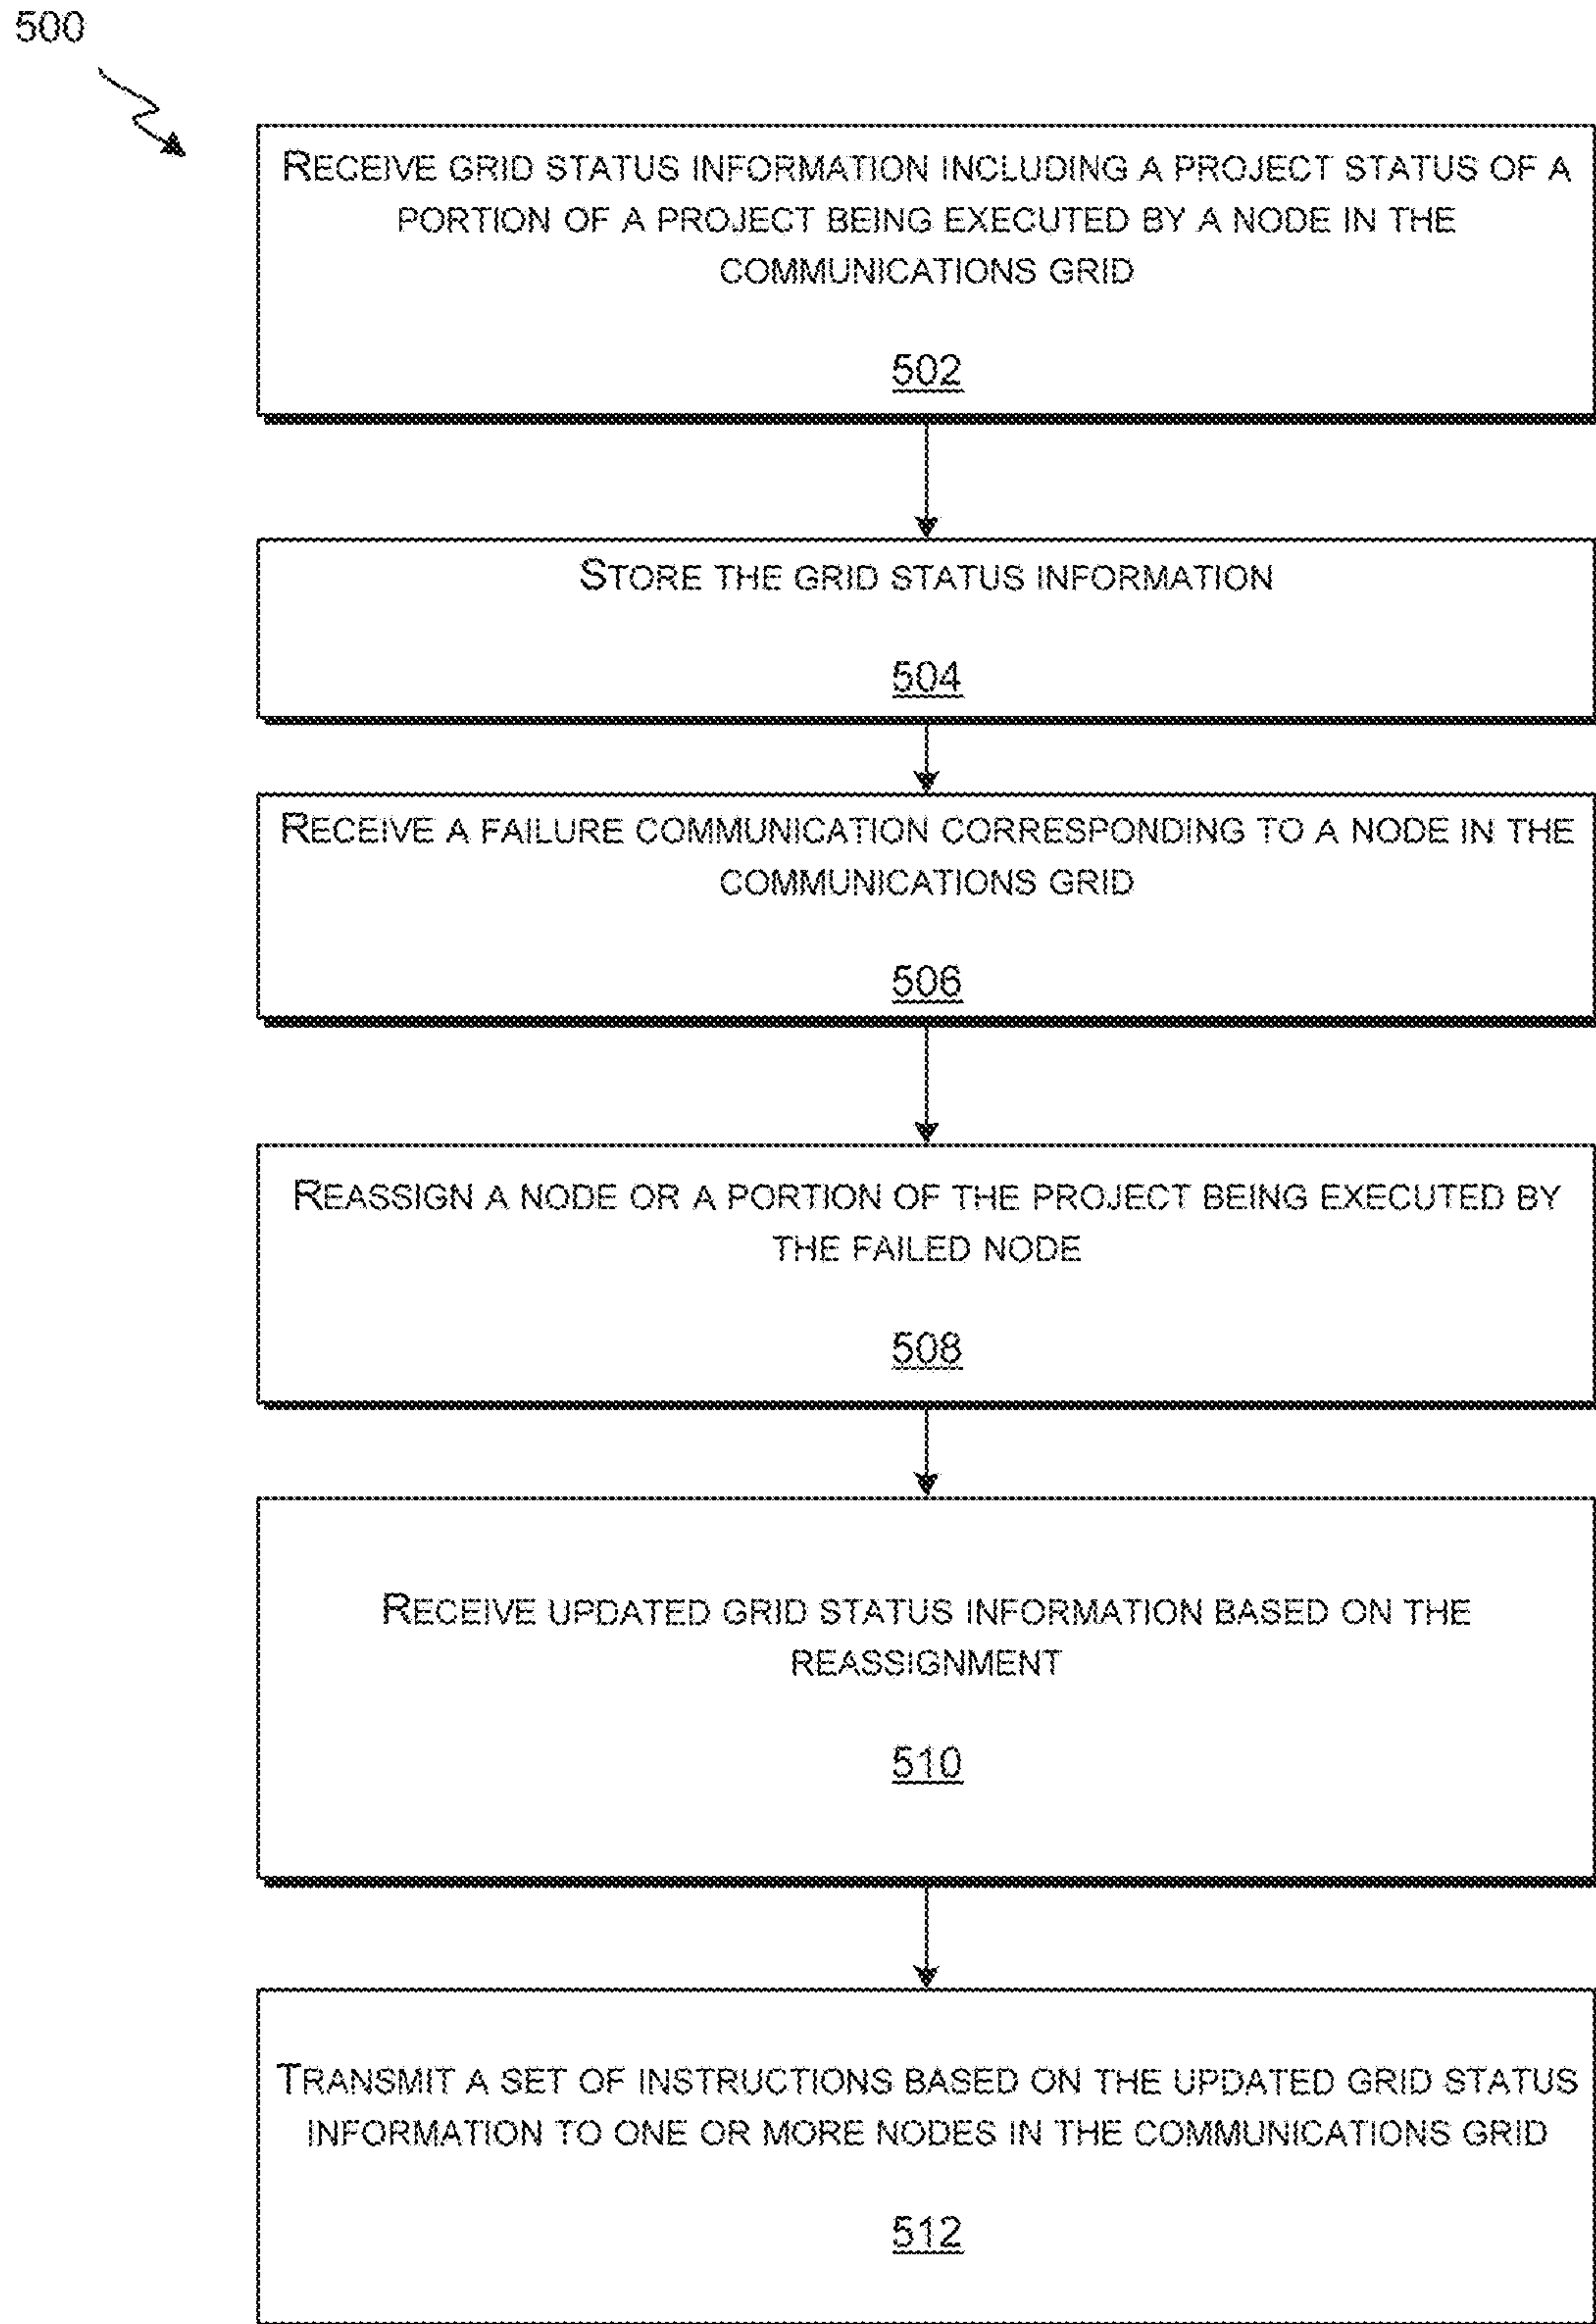 500
RECEIVE GRID STATUS INFORMATION INCLUDING A PROJECT STATUS OF A
PORTION OF A PROJECT BEING EXECUTED BY A NODE IN THE
COMMUNICATIONS GRID
502
STORE THE GRID STATUS INFORMATION
504
RECEIVE A FAILURE COMMUNICATION CORRESPONDING TO A NODE IN THE
COMMUNICATIONS GRID
506
REASSIGN A NODE OR A PORTION OF THE PROJECT BEING EXECUTED BY
THE FAILED NODE
508
RECEIVE UPDATED GRID STATUS INFORMATION BASED ON THE
REASSIGNMENT
510
TRANSMIT A SET OF INSTRUCTIONS BASED ON THE UPDATED GRID STATUS
INFORMATION TO ONE OR MORE NODES IN THE COMMUNICATIONS GRID
512